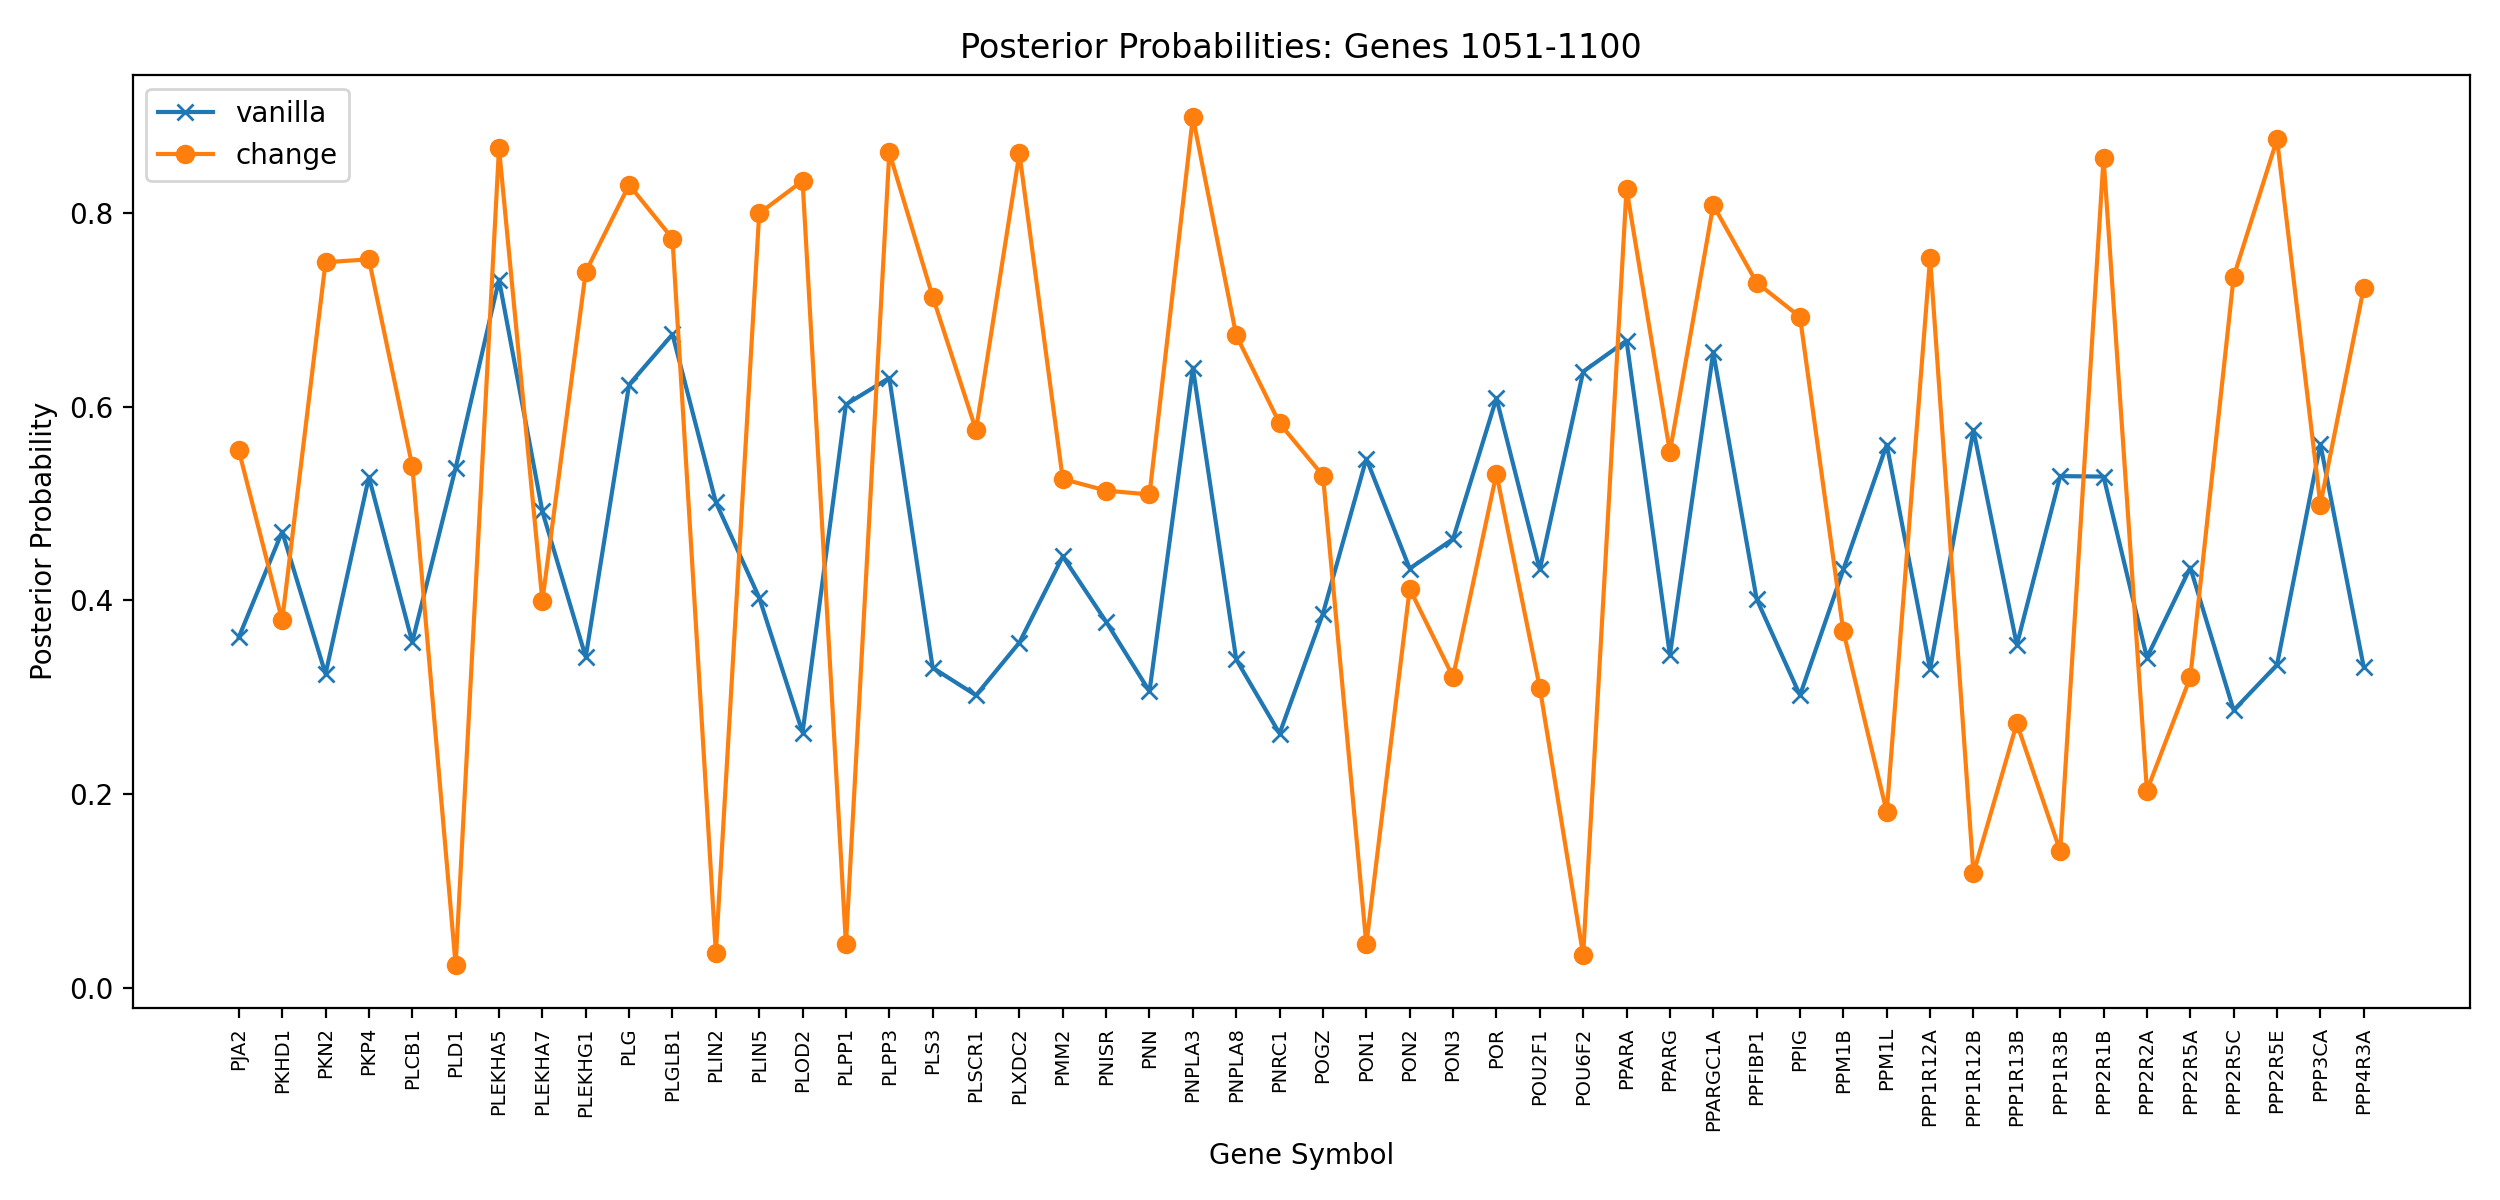 Posterior Probabilities: Genes 1051-1100
vanilla
change
Posterior Probability
0.8
0.6
0.4
0.2
0.0
PJA2
PKHD1
PKN2
PKP4
PLCB1
PLD1
PLEKHA5
PLEKHA7
PLEKHG1
PLG
PLGLB1
PLIN2
PLIN5
PLOD2
PLPP1
PLPP3
PLS3
PLSCR1
PLXDC2
PMM2
PNISR
PNN
PNPLA3
PNPLA8
PNRC1
POGZ
PON1
PON2
PON3
POR
POU2F1
POU6F2
PPARA
PPARG
PPARGC1A
PPFIBP1
PPIG
PPM1B
PPM1L
PPP1R12A
PPP1R12B
PPP1R13B
PPP1R3B
PPP2R1B
PPP2R2A
PPP2R5A
PPP2R5C
PPP2R5E
PPP3CA
PPP4R3A
Gene Symbol